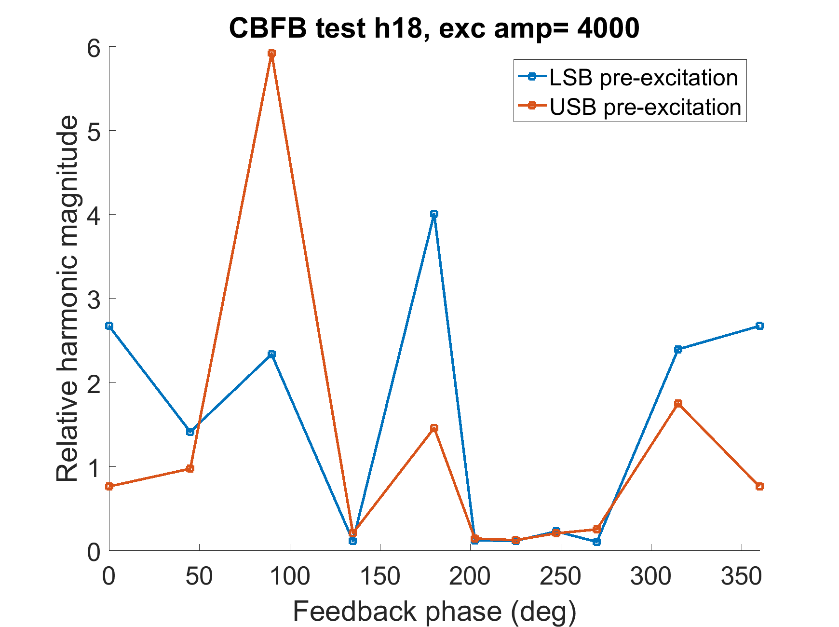 CBFB test h18, exc amp= 4000
LSB pre-excitation
USB pre-excitation
Relative harmonic magnitude
6
5
4
3
2
1
0
0 50 100 150 200 250 300 350
Feedback phase (deg)